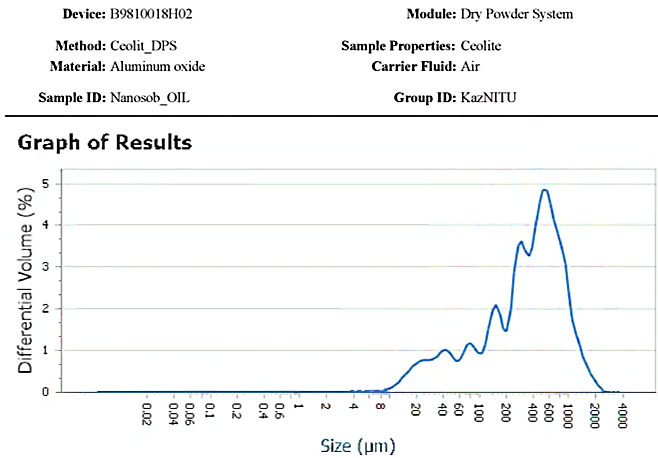 Device: B9810018H02 Module: Dry Powder System
Method: Ceolit_DPS Sample Properties: Ceolite
Material: Aluminum oxide Carrier Fluid: Air
Sample ID: Nanosob_OIL Group ID: KazNITU
Graph of Results
Differential Volume (%)
5
4
3
2
1
0
0.02 0.04 0.06 0.1 0.2 0.4 0.6 1 2 4 6 8 20 40 60 100 200 400 600 1000 2000 4000
Size (µm)